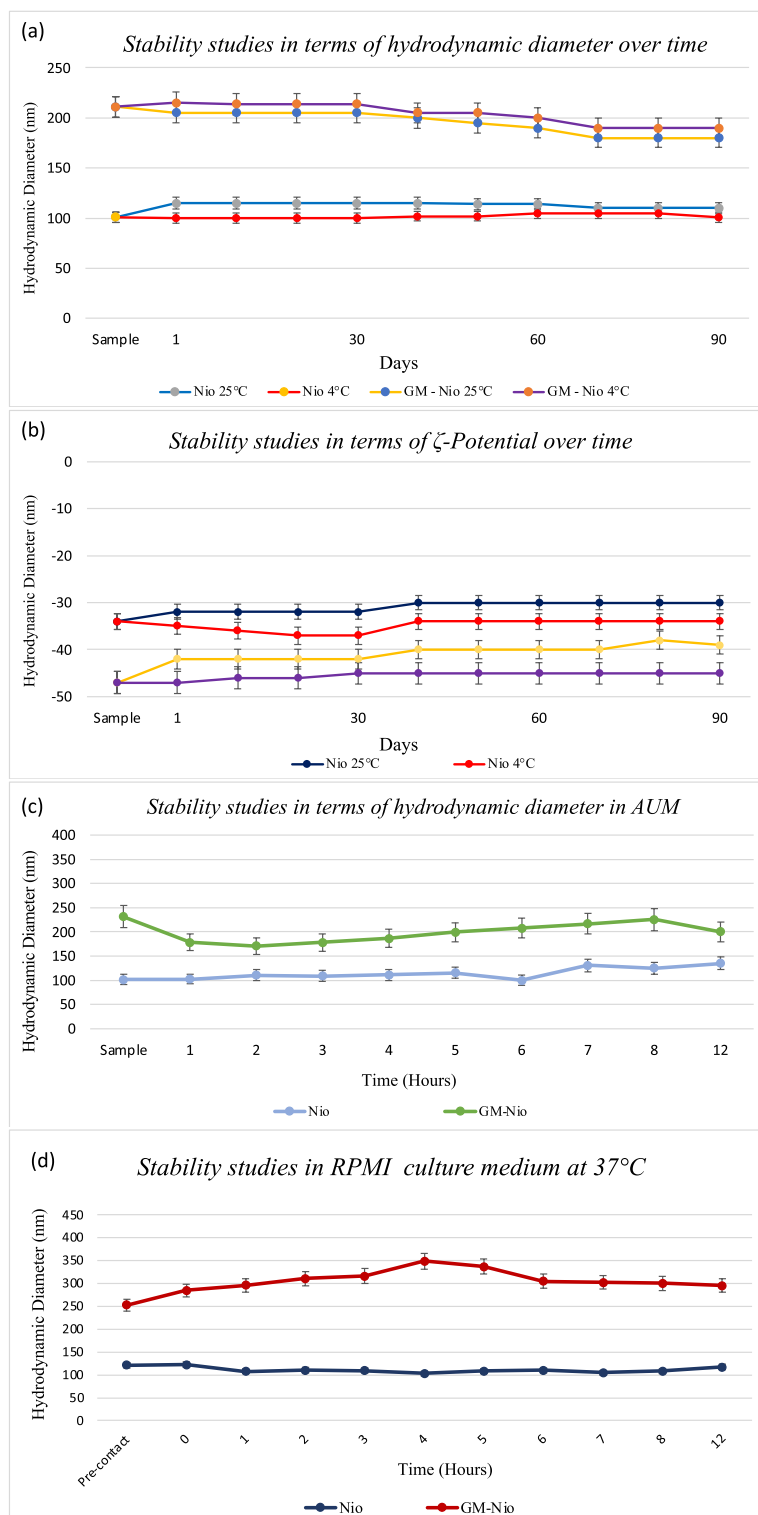 (a)
Stability studies in terms of hydrodynamic diameter over time
Hydrodynamic Diameter (nm)
250
200
150
100
50
0
Sample 1 30 60 90
Days
Nio 25°C Nio 4°C GM - Nio 25°C GM - Nio 4°C
(b)
Stability studies in terms of ζ-Potential over time
Hydrodynamic Diameter (nm)
0
-10
-20
-30
-40
-50
Sample 1 30 60 90
Days
Nio 25°C Nio 4°C
(c)
Stability studies in terms of hydrodynamic diameter in AUM
Hydrodynamic Diameter (nm)
400
350
300
250
200
150
100
50
0
Sample 1 2 3 4 5 6 7 8 12
Time (Hours)
Nio GM-Nio
(d)
Stability studies in RPMI culture medium at 37°C
Hydrodynamic Diameter (nm)
450
400
350
300
250
200
150
100
50
0
Pre-contact 0 1 2 3 4 5 6 7 8 12
Time (Hours)
Nio GM-Nio